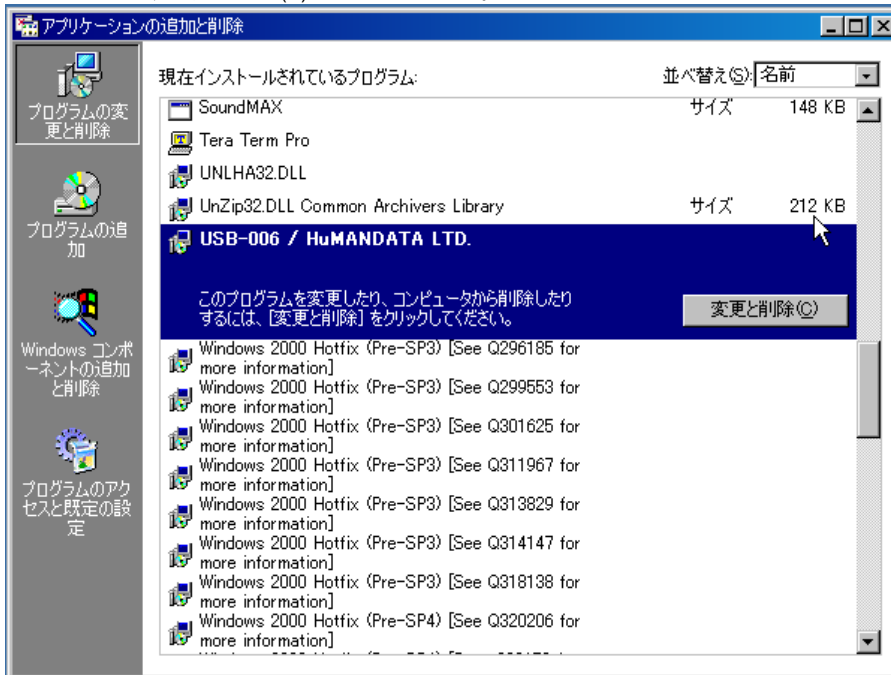 アプリケーションの追加と削除
プログラムの変
更と削除
プログラムの追
加
Windows コンポ
ーネントの追加
と削除
プログラムのアク
セスと既定の設
定
現在インストールされているプログラム:
並べ替え(S):
名前
SoundMAX
サイズ 148 KB
Tera Term Pro
UNLHA32.DLL
UnZip32.DLL Common Archivers Library
サイズ 212 KB
USB-006 / HuMANDATA LTD.
このプログラムを変更したり、コンピュータから削除したり
するには、[変更と削除] をクリックしてください。
変更と削除(C)
Windows 2000 Hotfix (Pre-SP3) [See Q296185 for
more information]
Windows 2000 Hotfix (Pre-SP3) [See Q299553 for
more information]
Windows 2000 Hotfix (Pre-SP3) [See Q301625 for
more information]
Windows 2000 Hotfix (Pre-SP3) [See Q311967 for
more information]
Windows 2000 Hotfix (Pre-SP3) [See Q313829 for
more information]
Windows 2000 Hotfix (Pre-SP3) [See Q314147 for
more information]
Windows 2000 Hotfix (Pre-SP3) [See Q318138 for
more information]
Windows 2000 Hotfix (Pre-SP4) [See Q320206 for
more information]